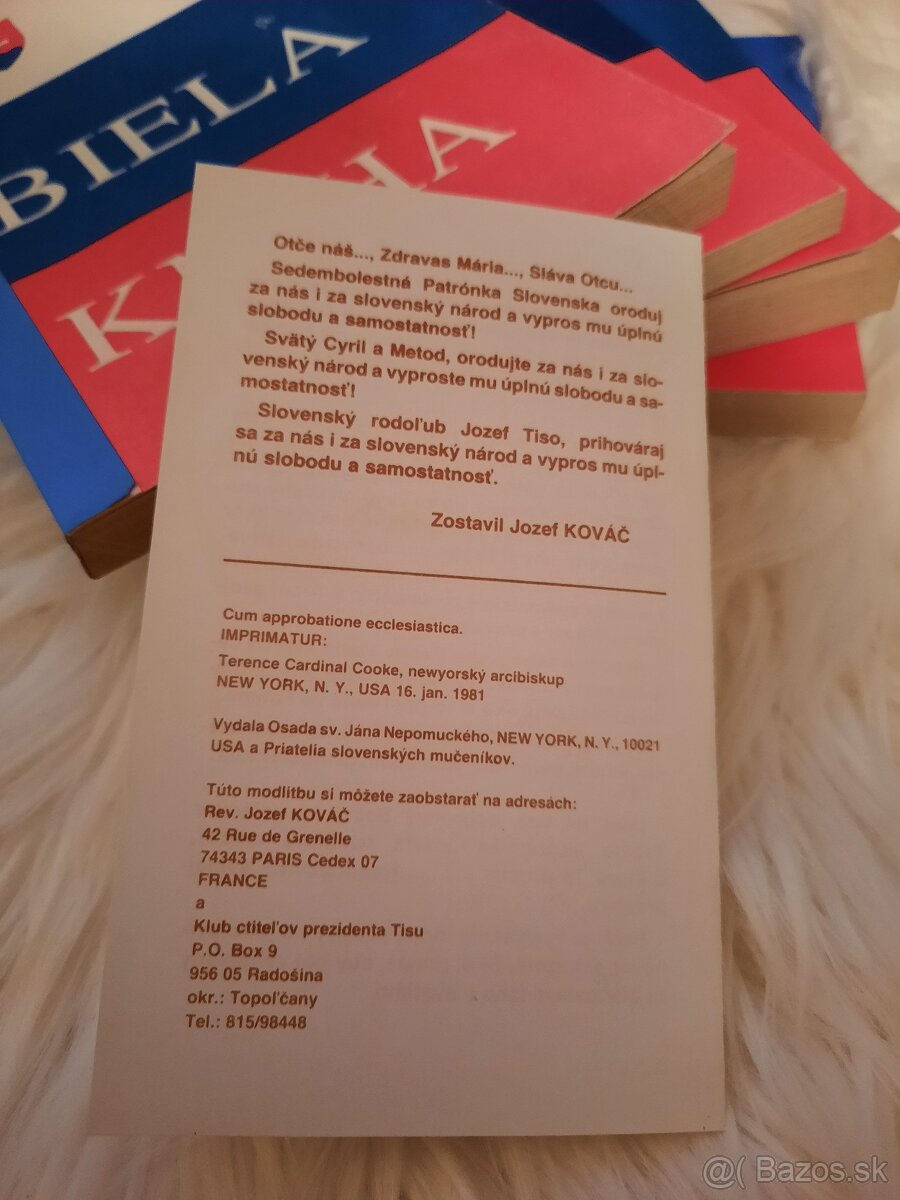 BIELA
KNIHA
Otče náš..., Zdravas Mária..., Sláva Otcu...
Sedembolestná Patrónka Slovenska oroduj
za nás i za slovenský národ a vypros mu úplnú
slobodu a samostatnosť!
Svätý Cyril a Metod, orodujte za nás i za slo-
venský národ a vyproste mu úplnú slobodu a sa-
mostatnosť!
Slovenský rodoľub Jozef Tiso, prihováraj
sa za nás i za slovenský národ a vypros mu úpl-
nú slobodu a samostatnosť.
Zostavil Jozef KOVÁČ
Cum approbatione ecclesiastica.
IMPRIMATUR:
Terence Cardinal Cooke, newyorský arcibiskup
NEW YORK, N. Y., USA 16. jan. 1981
Vydala Osada sv. Jána Nepomuckého, NEW YORK, N. Y., 10021
USA a Priatelia slovenských mučeníkov.
Túto modlitbu si môžete zaobstarať na adresách:
Rev. Jozef KOVÁČ
42 Rue de Grenelle
74343 PARIS Cedex 07
FRANCE
a
Klub ctiteľov prezidenta Tisu
P.O. Box 9
956 05 Radošina
okr.: Topoľčany
Tel.: 815/98448
@( Bazos.sk